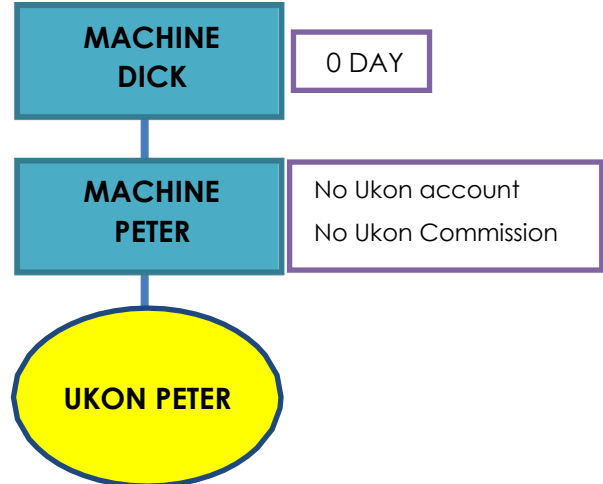 MACHINE
DICK
0 DAY
MACHINE
PETER
No Ukon account
No Ukon Commission
UKON PETER